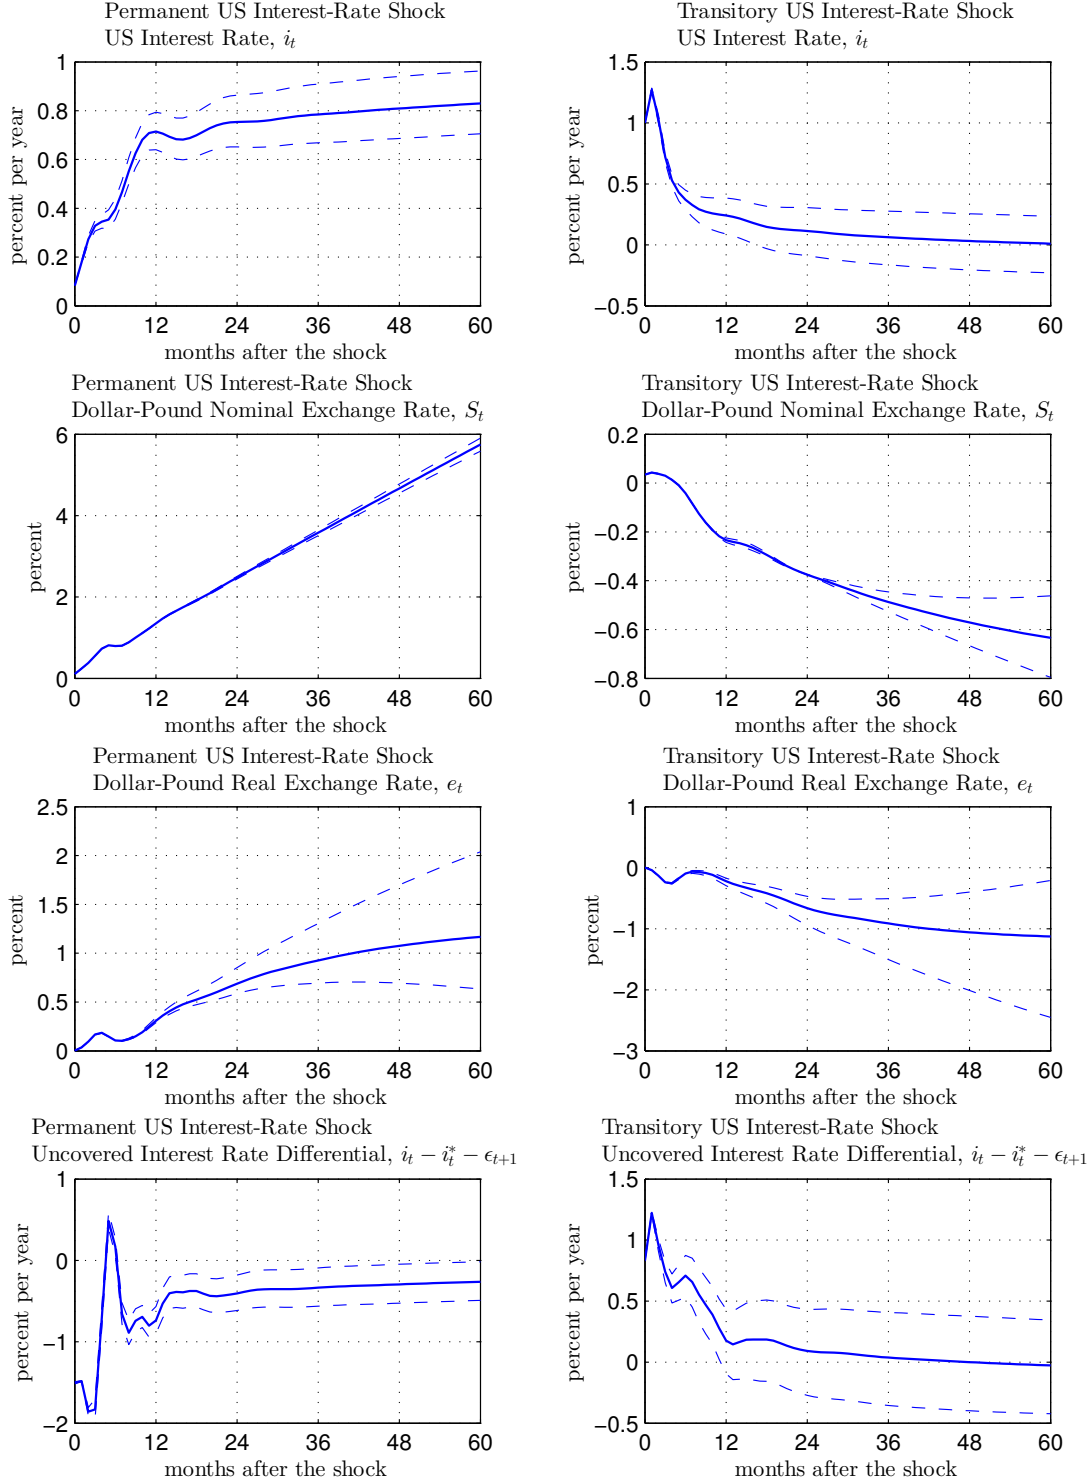 Permanent US Interest-Rate Shock
US Interest Rate, i_t
1
0.8
0.6
0.4
0.2
0
percent per year
0 12 24 36 48 60
months after the shock
Transitory US Interest-Rate Shock
US Interest Rate, i_t
1.5
1
0.5
0
−0.5
percent per year
0 12 24 36 48 60
months after the shock
Permanent US Interest-Rate Shock
Dollar-Pound Nominal Exchange Rate, S_t
6
4
2
0
percent
0 12 24 36 48 60
months after the shock
Transitory US Interest-Rate Shock
Dollar-Pound Nominal Exchange Rate, S_t
0.2
0
−0.2
−0.4
−0.6
−0.8
percent
0 12 24 36 48 60
months after the shock
Permanent US Interest-Rate Shock
Dollar-Pound Real Exchange Rate, e_t
2.5
2
1.5
1
0.5
0
percent
0 12 24 36 48 60
months after the shock
Transitory US Interest-Rate Shock
Dollar-Pound Real Exchange Rate, e_t
1
0
−1
−2
−3
percent
0 12 24 36 48 60
months after the shock
Permanent US Interest-Rate Shock
Uncovered Interest Rate Differential, i_t − i_t^* − ϵ_{t+1}
1
0
−1
−2
percent per year
0 12 24 36 48 60
months after the shock
Transitory US Interest-Rate Shock
Uncovered Interest Rate Differential, i_t − i_t^* − ϵ_{t+1}
1.5
1
0.5
0
−0.5
percent per year
0 12 24 36 48 60
months after the shock